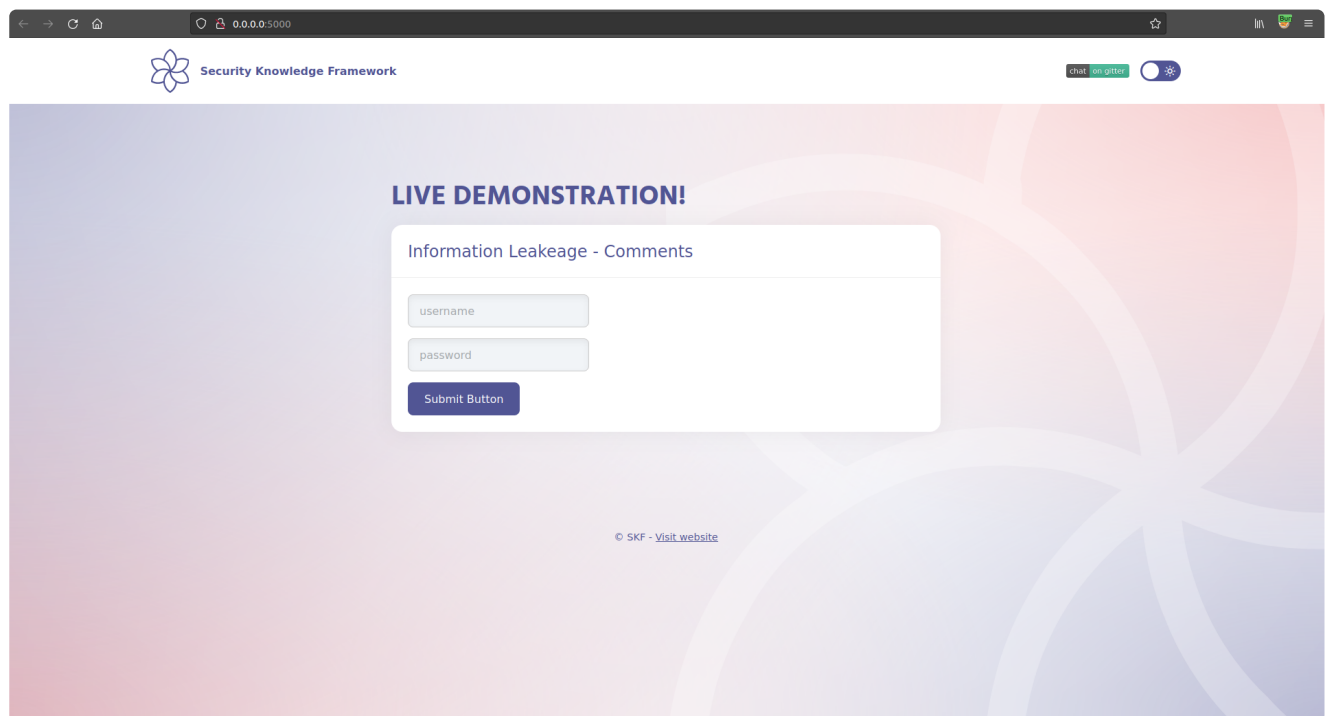 0.0.0.0:5000
Bur
Security Knowledge Framework
chat on gitter
LIVE DEMONSTRATION!
Information Leakeage - Comments
username
password
Submit Button
© SKF - Visit website